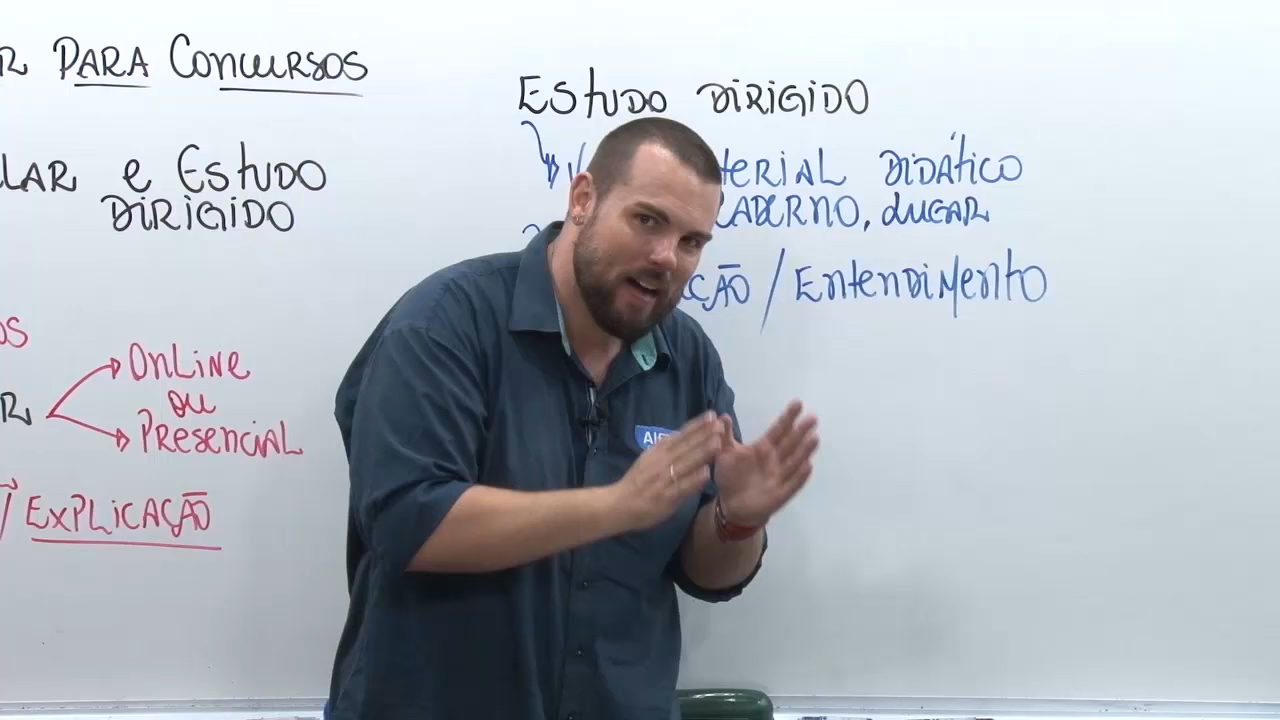 PARA CONCURSOS
E ESTUDO
DIRIGIDO
ONLINE
OU
PRESENCIAL
/ EXPLICAÇÃO
ESTUDO DIRIGIDO
DIDÁTICO
CADERNO, LUGAR
/ ENTENDIMENTO